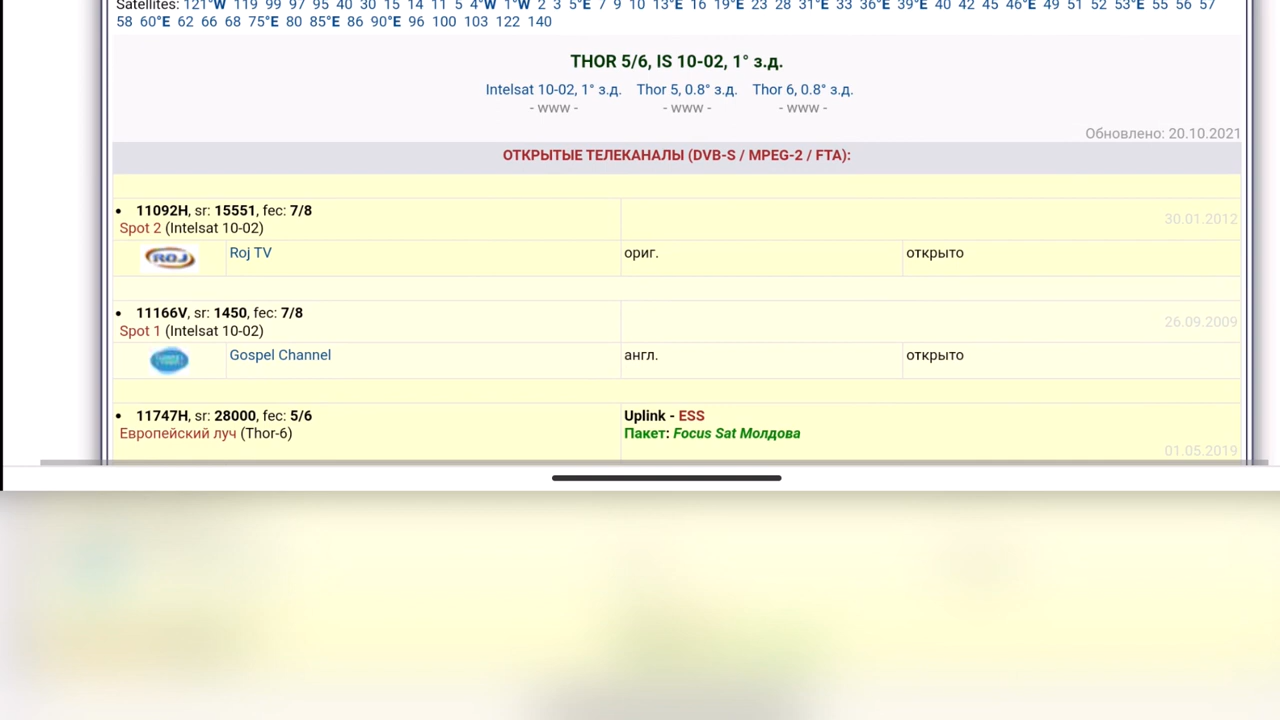 Satellites: 121°W 119 99 97 95 40 30 15 14 11 5 4°W 1°W 2 3 5°E 7 9 10 13°E 16 19°E 23 28 31°E 33 36°E 39°E 40 42 45 46°E 49 51 52 53°E 55 56 57
58 60°E 62 66 68 75°E 80 85°E 86 90°E 96 100 103 122 140
THOR 5/6, IS 10-02, 1° з.д.
Intelsat 10-02, 1° з.д. Thor 5, 0.8° з.д. Thor 6, 0.8° з.д.
- www - - www - - www -
Обновлено: 20.10.2021
ОТКРЫТЫЕ ТЕЛЕКАНАЛЫ (DVB-S / MPEG-2 / FTA):
• 11092H, sr: 15551, fec: 7/8
Spot 2 (Intelsat 10-02)
30.01.2012
ROJ Roj TV ориг. открыто
• 11166V, sr: 1450, fec: 7/8
Spot 1 (Intelsat 10-02)
26.09.2009
Gospel Channel англ. открыто
• 11747H, sr: 28000, fec: 5/6 Uplink - ESS
Европейский луч (Thor-6) Пакет: Focus Sat Молдова
01.05.2019